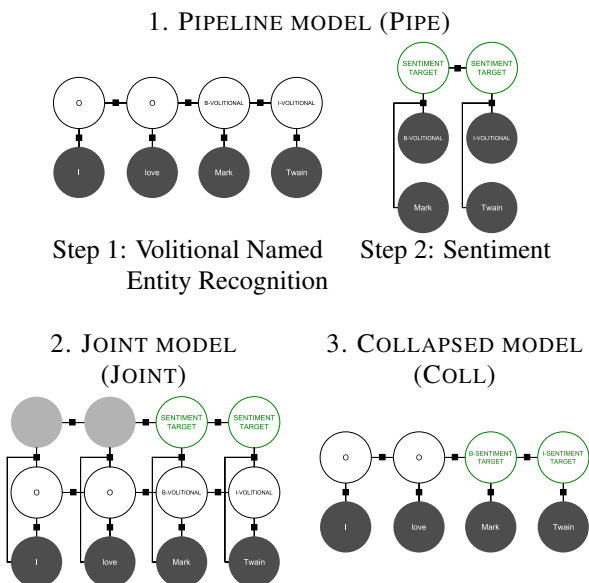 1. PIPELINE MODEL (PIPE)
SENTIMENT TARGET
SENTIMENT TARGET
O
O
B-VOLITIONAL
I-VOLITIONAL
B-VOLITIONAL
I-VOLITIONAL
I
love
Mark
Twain
Mark
Twain
Step 1: Volitional Named
Entity Recognition
Step 2: Sentiment
2. JOINT MODEL
(JOINT)
SENTIMENT
TARGET
SENTIMENT
TARGET
O
O
B-VOLITIONAL
I-VOLITIONAL
I
love
Mark
Twain
3. COLLAPSED MODEL
(COLL)
O
O
B-SENTIMENT
TARGET
I-SENTIMENT
TARGET
I
love
Mark
Twain